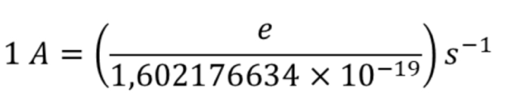 1 A = (e / 1,602176634 × 10⁻¹⁹) s⁻¹